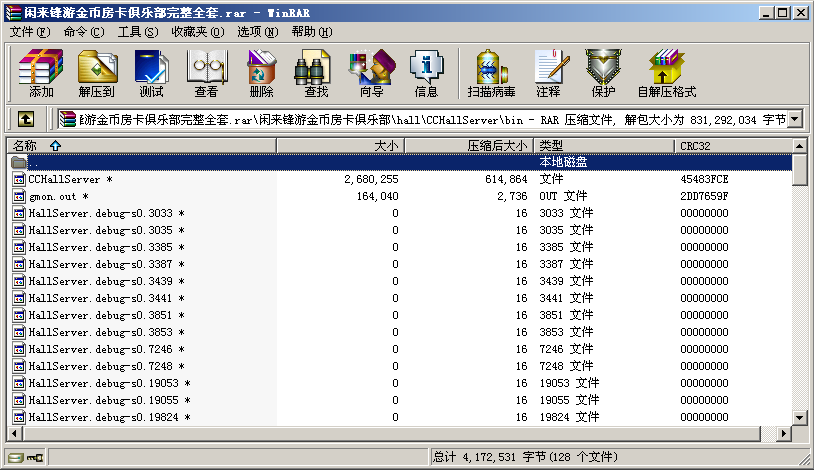 闲来锋游金币房卡俱乐部完整全套.rar - WinRAR
文件(F) 命令(C) 工具(S) 收藏夹(O) 选项(N) 帮助(H)
添加 解压到 测试 查看 删除 查找 向导 信息 扫描病毒 注释 保护 自解压格式
游金币房卡俱乐部完整全套.rar\闲来锋游金币房卡俱乐部\hall\CCHallServer\bin - RAR 压缩文件, 解包大小为 831,292,034 字节
名称 大小 压缩后大小 类型 CRC32
.. 本地磁盘
CCHallServer * 2,680,255 614,864 文件 45483FCE
gmon.out * 164,040 2,736 OUT 文件 2DD7659F
HallServer.debug-s0.3033 * 0 16 3033 文件 00000000
HallServer.debug-s0.3035 * 0 16 3035 文件 00000000
HallServer.debug-s0.3385 * 0 16 3385 文件 00000000
HallServer.debug-s0.3387 * 0 16 3387 文件 00000000
HallServer.debug-s0.3439 * 0 16 3439 文件 00000000
HallServer.debug-s0.3441 * 0 16 3441 文件 00000000
HallServer.debug-s0.3851 * 0 16 3851 文件 00000000
HallServer.debug-s0.3853 * 0 16 3853 文件 00000000
HallServer.debug-s0.7246 * 0 16 7246 文件 00000000
HallServer.debug-s0.7248 * 0 16 7248 文件 00000000
HallServer.debug-s0.19053 * 0 16 19053 文件 00000000
HallServer.debug-s0.19055 * 0 16 19055 文件 00000000
HallServer.debug-s0.19824 * 0 16 19824 文件 00000000
总计 4,172,531 字节(128 个文件)